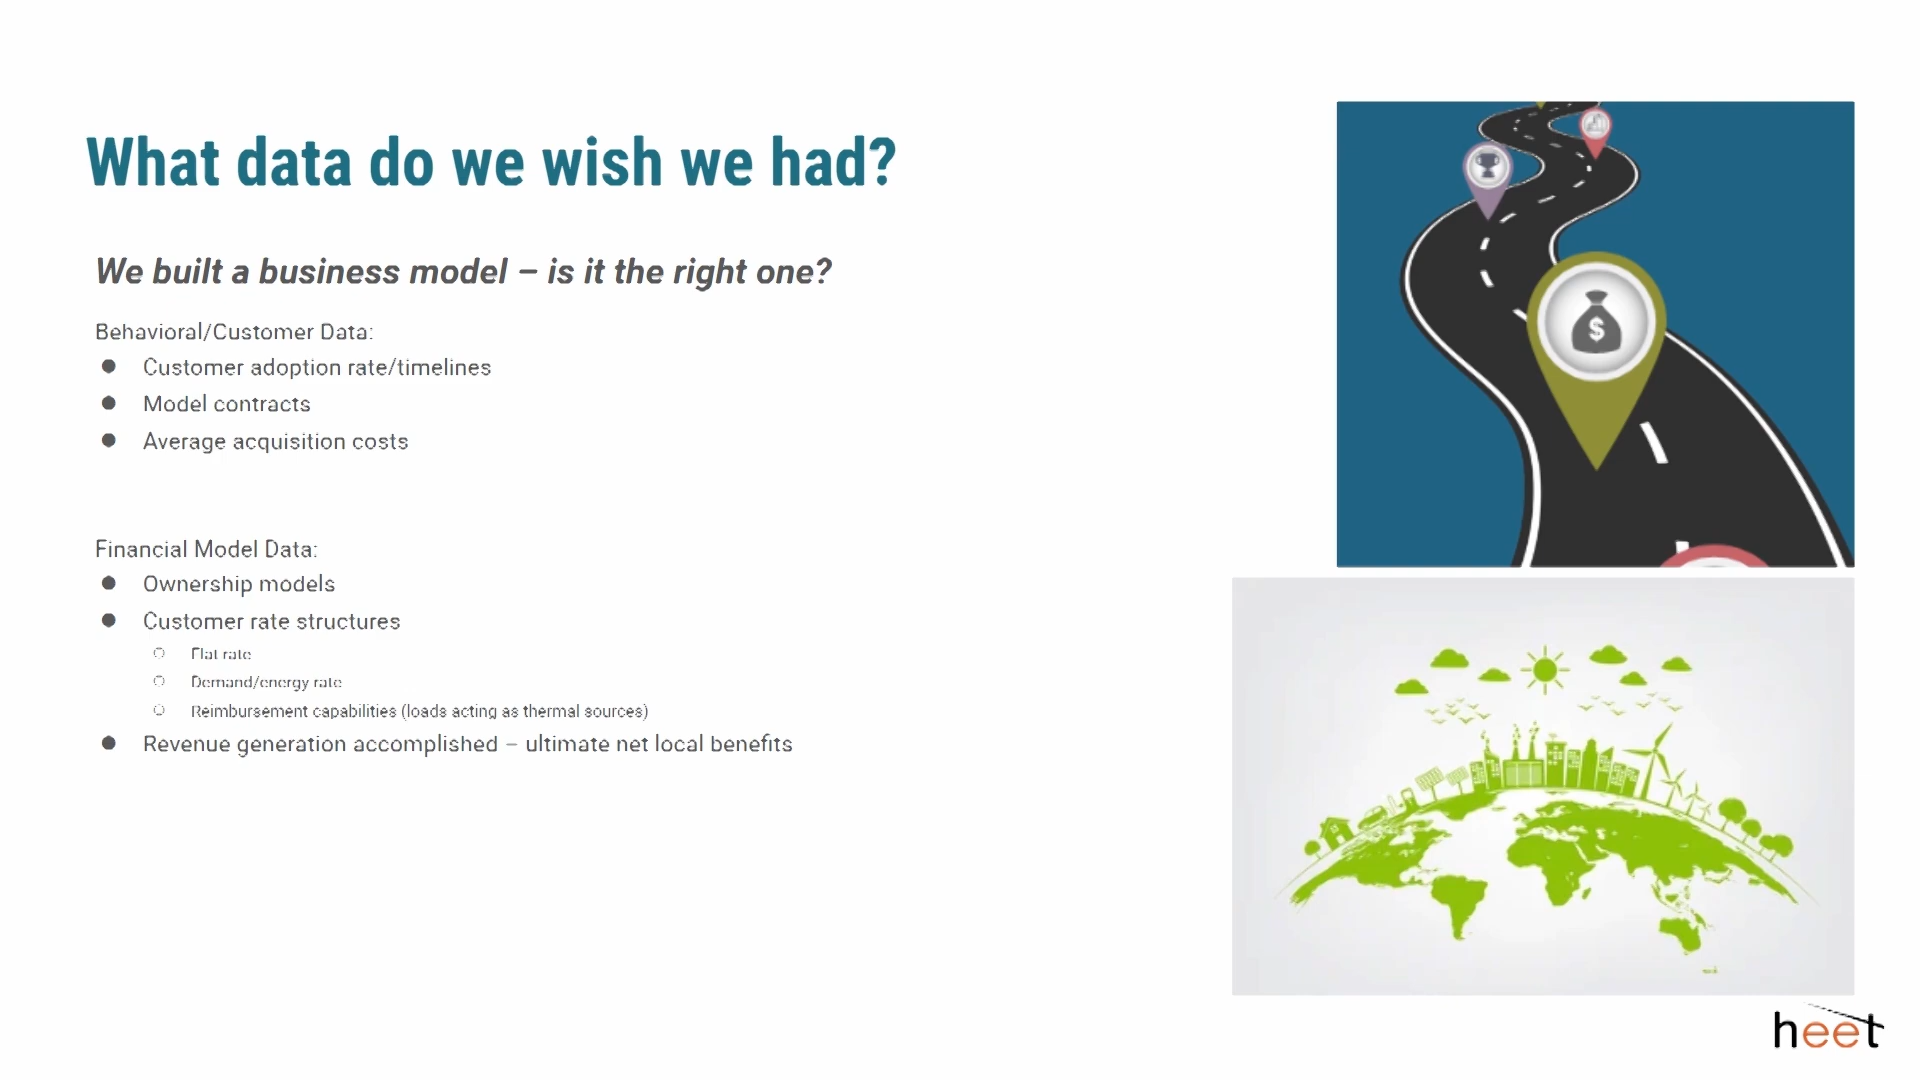 What data do we wish we had?
We built a business model – is it the right one?
Behavioral/Customer Data:
● Customer adoption rate/timelines
● Model contracts
● Average acquisition costs
Financial Model Data:
● Ownership models
● Customer rate structures
○ Flat rate
○ Demand/energy rate
○ Reimbursement capabilities (loads acting as thermal sources)
● Revenue generation accomplished – ultimate net local benefits
$
heet